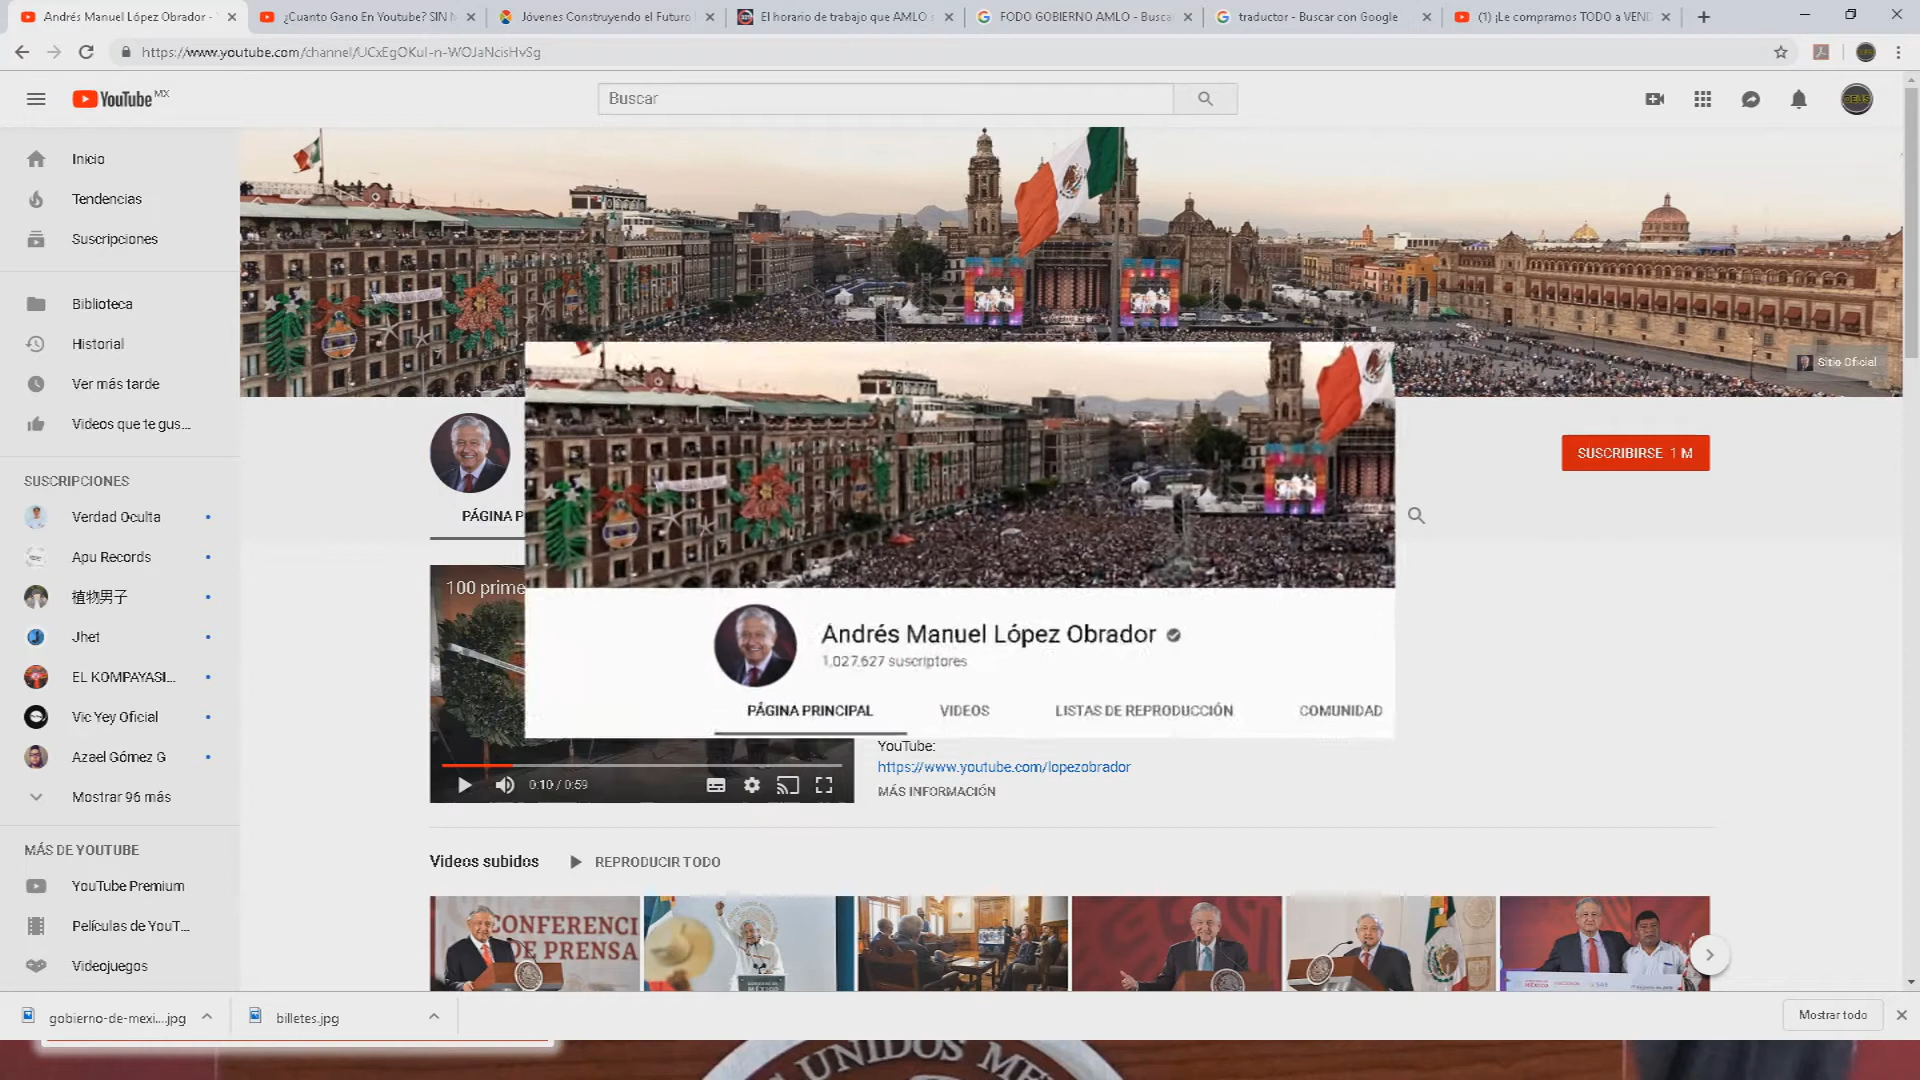 Andrés Manuel López Obrador - Y
¿Cuanto Gano En Youtube? SIN M
Jóvenes Construyendo el Futuro
El horario de trabajo que AMLO s
FODO GOBIERNO AMLO - Busca
traductor - Buscar con Google
(1) ¡Le compramos TODO a VEND
https://www.youtube.com/channel/UCxEgOKuI-n-WOJaNcisHvSg
YouTube MX
Buscar
Inicio
Tendencias
Suscripciones
Biblioteca
Historial
Ver más tarde
Videos que te gus...
SUSCRIPCIONES
Verdad Oculta
Apu Records
植物男子
Jhet
EL KOMPAYASI...
Vic Yey Oficial
Azael Gómez G
Mostrar 96 más
MÁS DE YOUTUBE
YouTube Premium
Películas de YouT...
Videojuegos
Sitio Oficial
SUSCRIBIRSE 1 M
PÁGINA P
100 prime
Andrés Manuel López Obrador
1,027,627 suscriptores
PÁGINA PRINCIPAL
VIDEOS
LISTAS DE REPRODUCCIÓN
COMUNIDAD
0:10 / 0:59
YouTube:
https://www.youtube.com/lopezobrador
MÁS INFORMACIÓN
Videos subidos
REPRODUCIR TODO
CONFERENCI
DE PRENSA
gobierno-de-mexi....jpg
billetes.jpg
Mostrar todo
UNIDOS ME